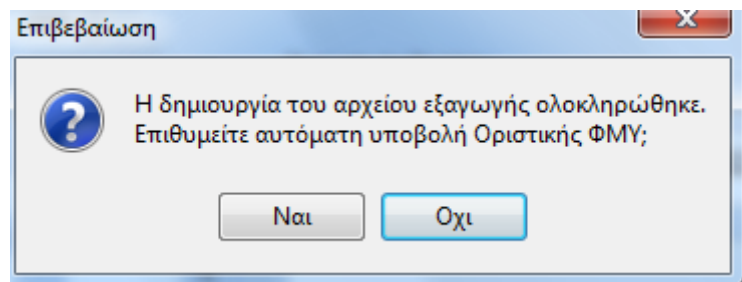 Επιβεβαίωση
Η δημιουργία του αρχείου εξαγωγής ολοκληρώθηκε.
Επιθυμείτε αυτόματη υποβολή Οριστικής ΦΜΥ;
Ναι
Οχι